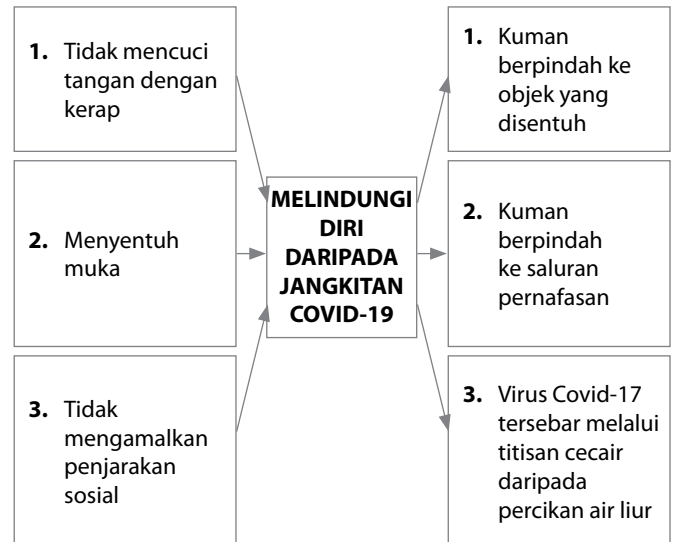 1. Tidak mencuci
tangan dengan
kerap
2. Menyentuh
muka
3. Tidak
mengamalkan
penjarakan
sosial
MELINDUNGI
DIRI
DARIPADA
JANGKITAN
COVID-19
1. Kuman
berpindah ke
objek yang
disentuh
2. Kuman
berpindah
ke saluran
pernafasan
3. Virus Covid-17
tersebar melalui
titisan cecair
daripada
percikan air liur